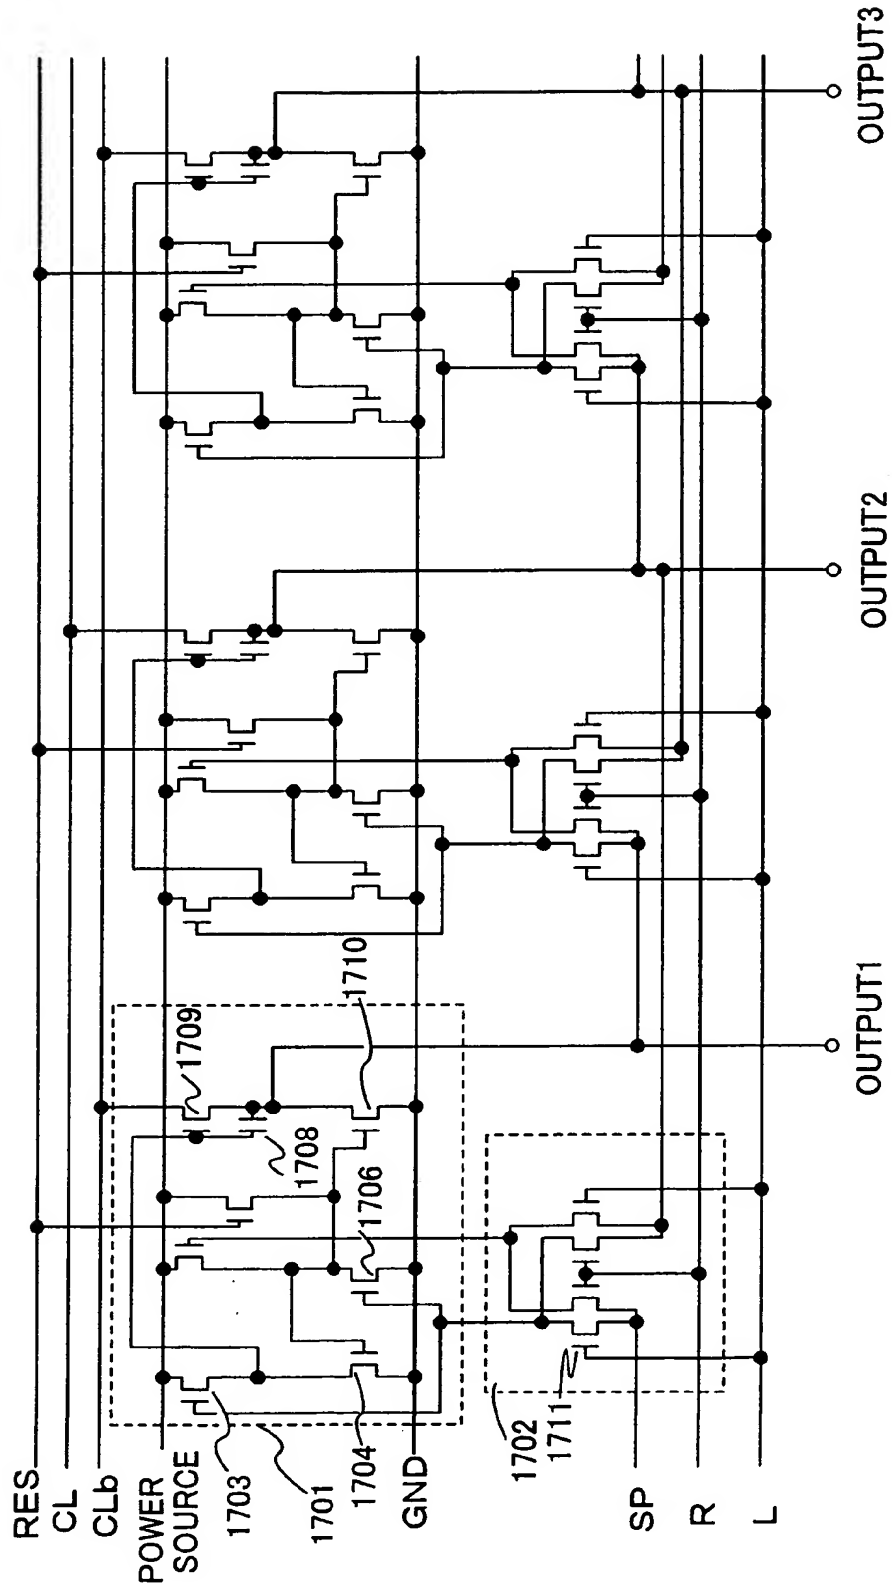 RES
CL
CLb
POWER
SOURCE
1703
1701
1704
GND
1709
1708
1706
1710
1702
1711
SP
R
L
OUTPUT1
OUTPUT2
OUTPUT3